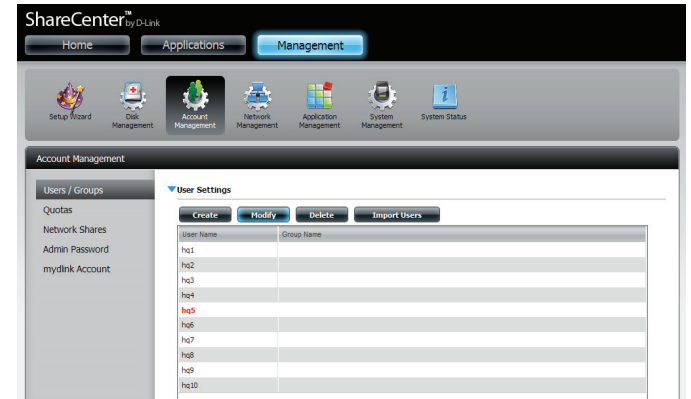 ShareCenter™ by D-Link
Home Applications Management
Setup Wizard Disk Management Account Management Network Management Application Management System Management System Status
Account Management
Users / Groups
Quotas
Network Shares
Admin Password
mydlink Account
User Settings
Create Modify Delete Import Users
User Name Group Name
hq1
hq2
hq3
hq4
hq5
hq6
hq7
hq8
hq9
hq10